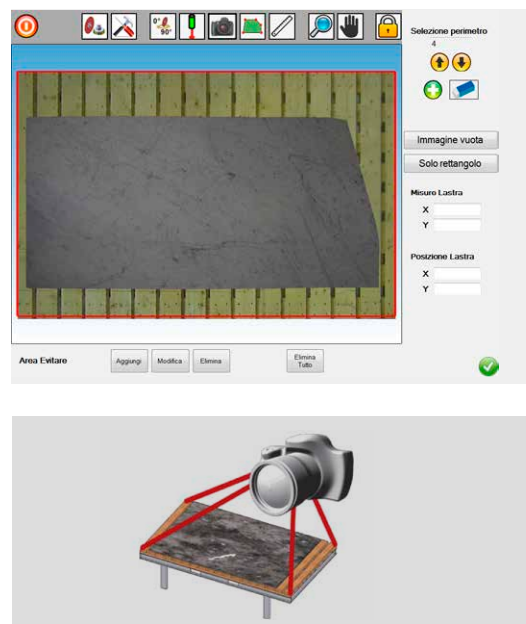 0°
90°
Selezione perimetro
4
Immagine vuota
Solo rettangolo
Misure Lastra
X
Y
Posizione Lastra
X
Y
Area Evitare
Aggiungi
Modifica
Elimina
Elimina
Tutto